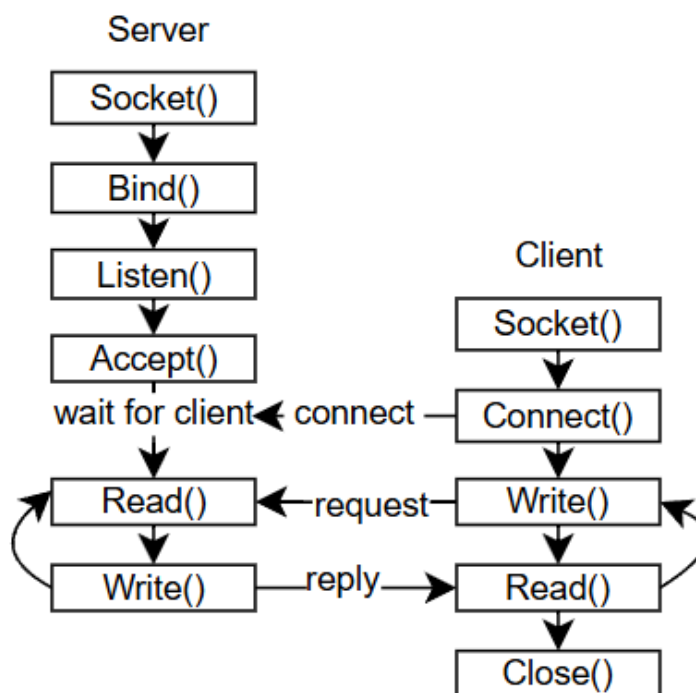 Server
Socket()
Bind()
Listen()
Accept()
wait for client
Read()
Write()
connect
request
reply
Client
Socket()
Connect()
Write()
Read()
Close()